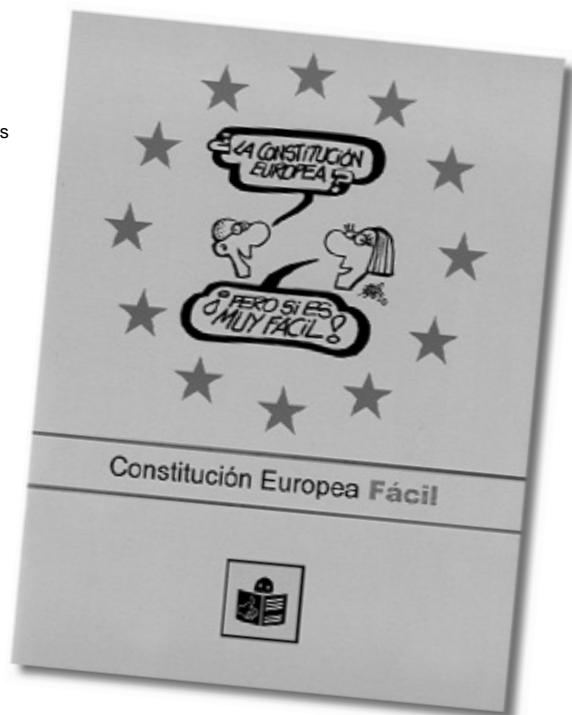 s
¿LA CONSTITUCIÓN
EUROPEA?
¡PERO SI ES
MUY FÁCIL!
Constitución Europea Fácil